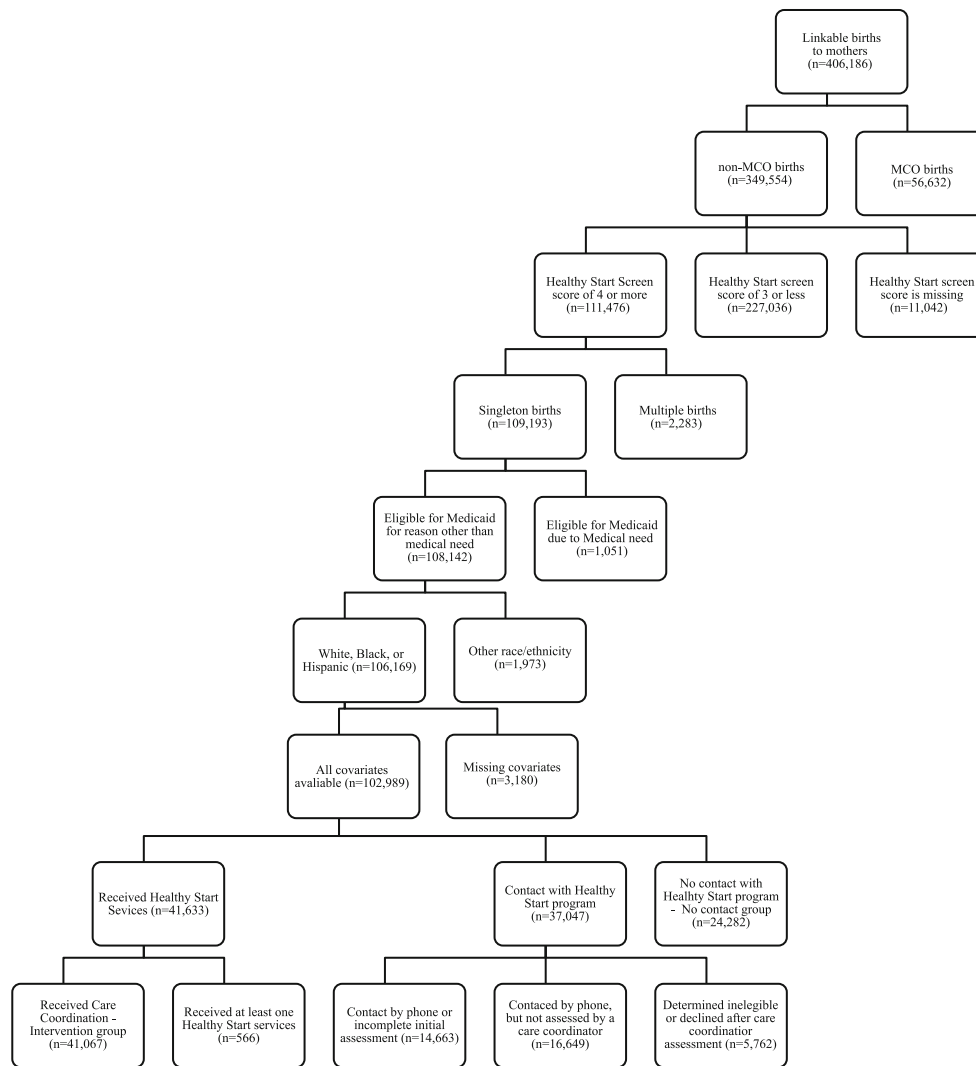 Linkable births
to mothers
(n=406,186)
non-MCO births
(n=349,554)
MCO births
(n=56,632)
Healthy Start Screen
score of 4 or more
(n=111,476)
Healthy Start screen
score of 3 or less
(n=227,036)
Healthy Start screen
score is missing
(n=11,042)
Singleton births
(n=109,193)
Multiple births
(n=2,283)
Eligible for Medicaid
for reason other than
medical need
(n=108,142)
Eligible for Medicaid
due to Medical need
(n=1,051)
White, Black, or
Hispanic (n=106,169)
Other race/ethnicity
(n=1,973)
All covariates
avaliable (n=102,989)
Missing covariates
(n=3,180)
Received Healthy Start
Sevices (n=41,633)
Contact with Healthy
Start program
(n=37,047)
No contact with
Healhty Start program
- No contact group
(n=24,282)
Received Care
Coordination -
Intervention group
(n=41,067)
Received at least one
Healthy Start services
(n=566)
Contact by phone or
incomplete initial
assessment (n=14,663)
Contaced by phone,
but not assessed by a
care coordinator
(n=16,649)
Determined inelegible
or declined after care
coordinatior
assessment (n=5,762)